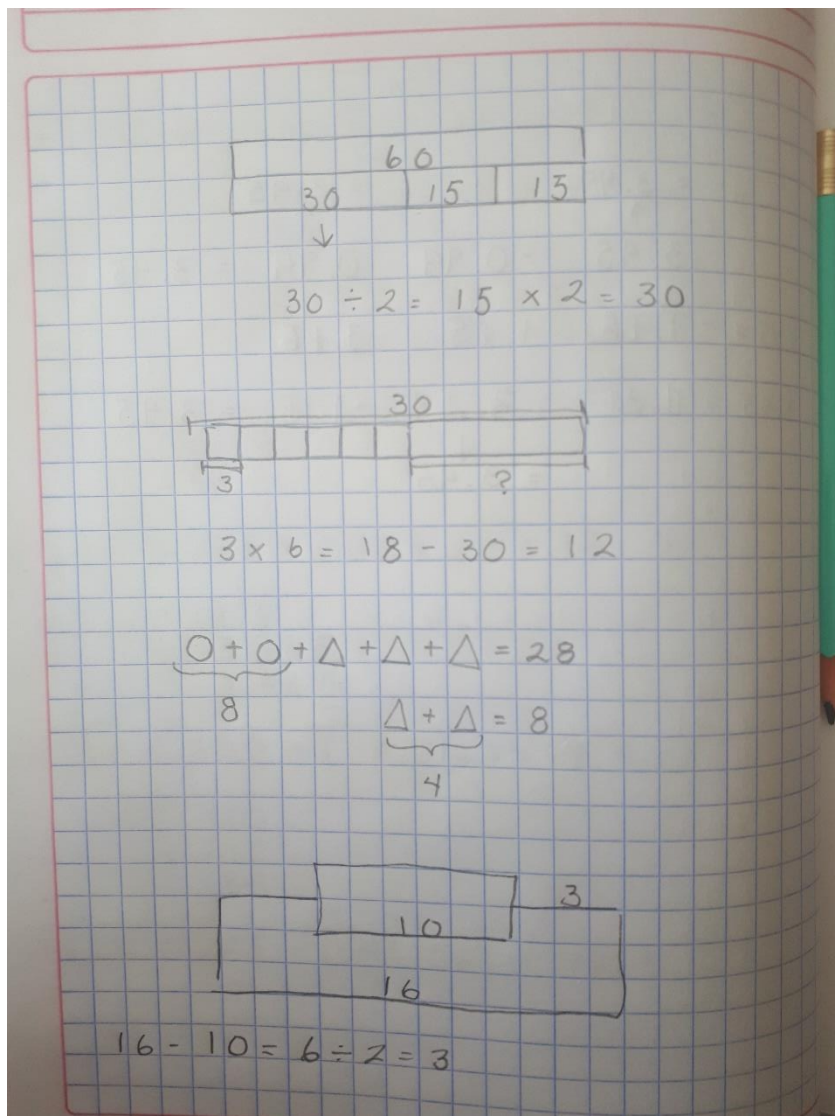 60
30 15 15
↓
30 ÷ 2 = 15 × 2 = 30
30
3 ?
3 × 6 = 18 - 30 = 12
O + O + △ + △ + △ = 28
8
△ + △ = 8
4
3
10
16
16 - 10 = 6 ÷ 2 = 3